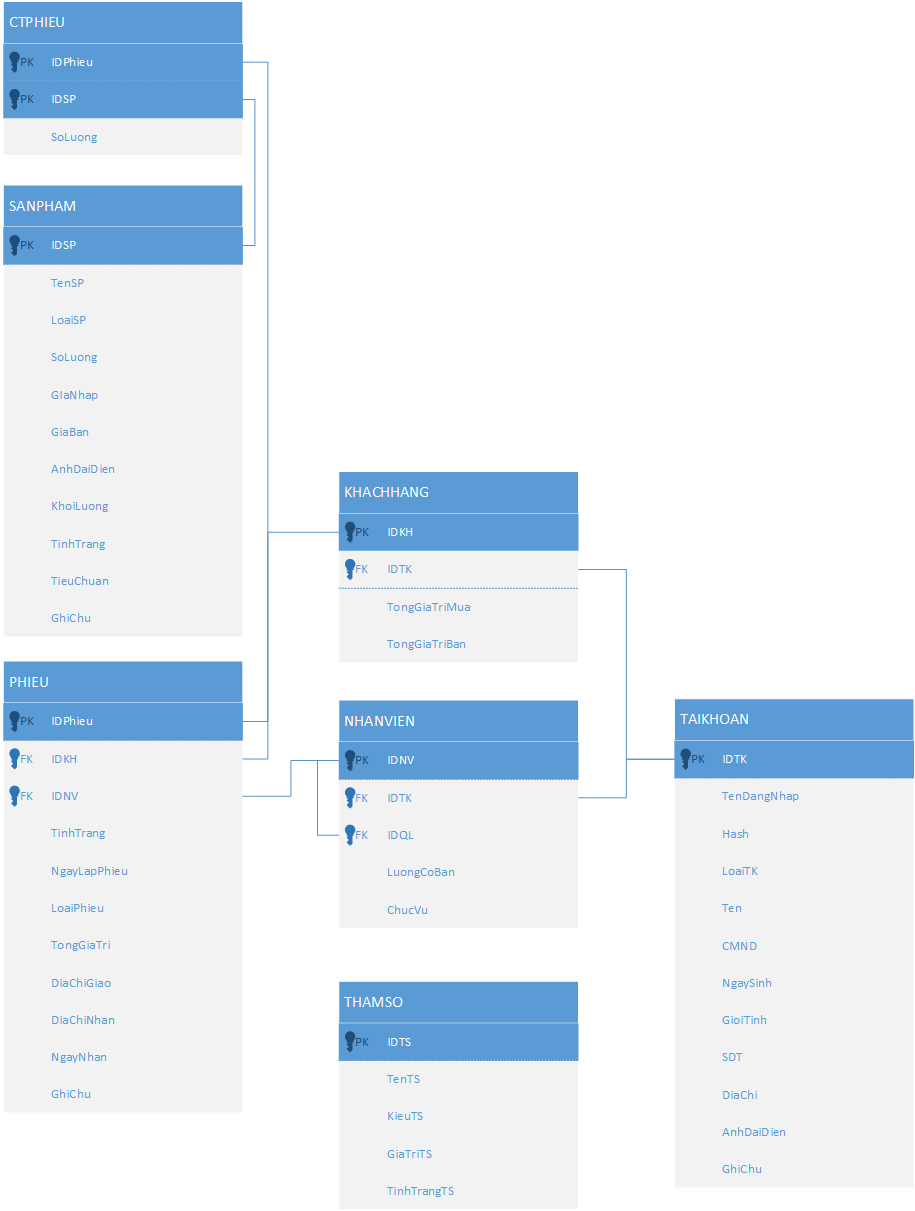 CTPHIEU
PK IDPhieu
PK IDSP
SoLuong
SANPHAM
PK IDSP
TenSP
LoaiSP
SoLuong
GIaNhap
GiaBan
AnhDaiDien
KhoiLuong
TinhTrang
TieuChuan
GhiChu
PHIEU
PK IDPhieu
FK IDKH
FK IDNV
TinhTrang
NgayLapPhieu
LoaiPhieu
TongGiaTri
DiaChiGiao
DiaChiNhan
NgayNhan
GhiChu
KHACHHANG
PK IDKH
FK IDTK
TongGiaTriMua
TongGiaTriBan
NHANVIEN
PK IDNV
FK IDTK
FK IDQL
LuongCoBan
ChucVu
THAMSO
PK IDTS
TenTS
KieuTS
GiaTriTS
TinhTrangTS
TAIKHOAN
PK IDTK
TenDangNhap
Hash
LoaiTK
Ten
CMND
NgaySinh
GioiTinh
SDT
DiaChi
AnhDaiDien
GhiChu